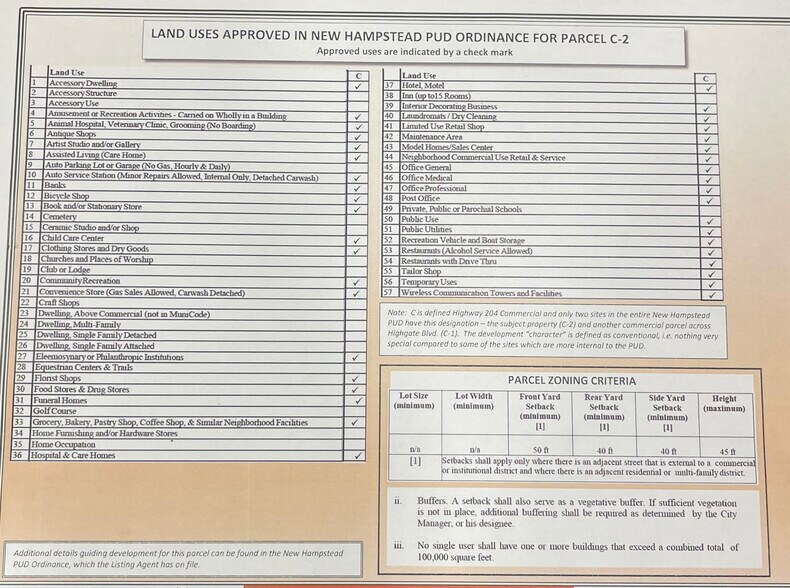 LAND USES APPROVED IN NEW HAMPSTEAD PUD ORDINANCE FOR PARCEL C-2
Approved uses are indicated by a check mark
Land Use C
1 Accessory Dwelling ✓
2 Accessory Structure
3 Accessory Use
4 Amusement or Recreation Activities - Carried on Wholly in a Building ✓
5 Animal Hospital, Veterinary Clinic, Grooming (No Boarding) ✓
6 Antique Shops ✓
7 Artist Studio and/or Gallery ✓
8 Assisted Living (Care Home) ✓
9 Auto Parking Lot or Garage (No Gas, Hourly & Daily)
10 Auto Service Station (Minor Repairs Allowed, Internal Only, Detached Carwash) ✓
11 Banks ✓
12 Bicycle Shop ✓
13 Book and/or Stationary Store ✓
14 Cemetery
15 Ceramic Studio and/or Shop
16 Child Care Center ✓
17 Clothing Stores and Dry Goods ✓
18 Churches and Places of Worship
19 Club or Lodge
20 Community Recreation ✓
21 Convenience Store (Gas Sales Allowed, Carwash Detached) ✓
22 Craft Shops
23 Dwelling, Above Commercial (not in MuniCode)
24 Dwelling, Multi-Family
25 Dwelling, Single Family Detached
26 Dwelling, Single Family Attached
27 Eleemosynary or Philanthropic Institutions ✓
28 Equestrian Centers & Trails
29 Florist Shops ✓
30 Food Stores & Drug Stores ✓
31 Funeral Homes ✓
32 Golf Course
33 Grocery, Bakery, Pastry Shop, Coffee Shop, & Similar Neighborhood Facilities ✓
34 Home Furnishing and/or Hardware Stores
35 Home Occupation
36 Hospital & Care Homes ✓
Additional details guiding development for this parcel can be found in the New Hampstead
PUD Ordinance, which the Listing Agent has on file.
Land Use C
37 Hotel, Motel ✓
38 Inn (up to15 Rooms)
39 Interior Decorating Business ✓
40 Laundromats / Dry Cleaning ✓
41 Limited Use Retail Shop ✓
42 Maintenance Area ✓
43 Model Homes/Sales Center ✓
44 Neighborhood Commercial Use Retail & Service ✓
45 Office General ✓
46 Office Medical ✓
47 Office Professional ✓
48 Post Office ✓
49 Private, Public or Parochial Schools
50 Public Use ✓
51 Public Utilities ✓
52 Recreation Vehicle and Boat Storage ✓
53 Restaurants (Alcohol Service Allowed) ✓
54 Restaurants with Drive Thru ✓
55 Tailor Shop ✓
56 Temporary Uses ✓
57 Wireless Communication Towers and Facilities ✓
Note: C is defined Highway 204 Commercial and only two sites in the entire New Hampstead
PUD have this designation – the subject property (C-2) and another commercial parcel across
Highgate Blvd. (C-1). The development "character" is defined as conventional, i.e. nothing very
special compared to some of the sites which are more internal to the PUD.
PARCEL ZONING CRITERIA
Lot Size (minimum) Lot Width (minimum) Front Yard Setback (minimum) [1] Rear Yard Setback (minimum) [1] Side Yard Setback (minimum) [1] Height (maximum)
n/a n/a 50 ft 40 ft 40 ft 45 ft
[1] Setbacks shall apply only where there is an adjacent street that is external to a commercial
or institutional district and where there is an adjacent residential or multi-family district.
ii. Buffers. A setback shall also serve as a vegetative buffer. If sufficient vegetation
is not in place, additional buffering shall be required as determined by the City
Manager, or his designee.
iii. No single user shall have one or more buildings that exceed a combined total of
100,000 square feet.